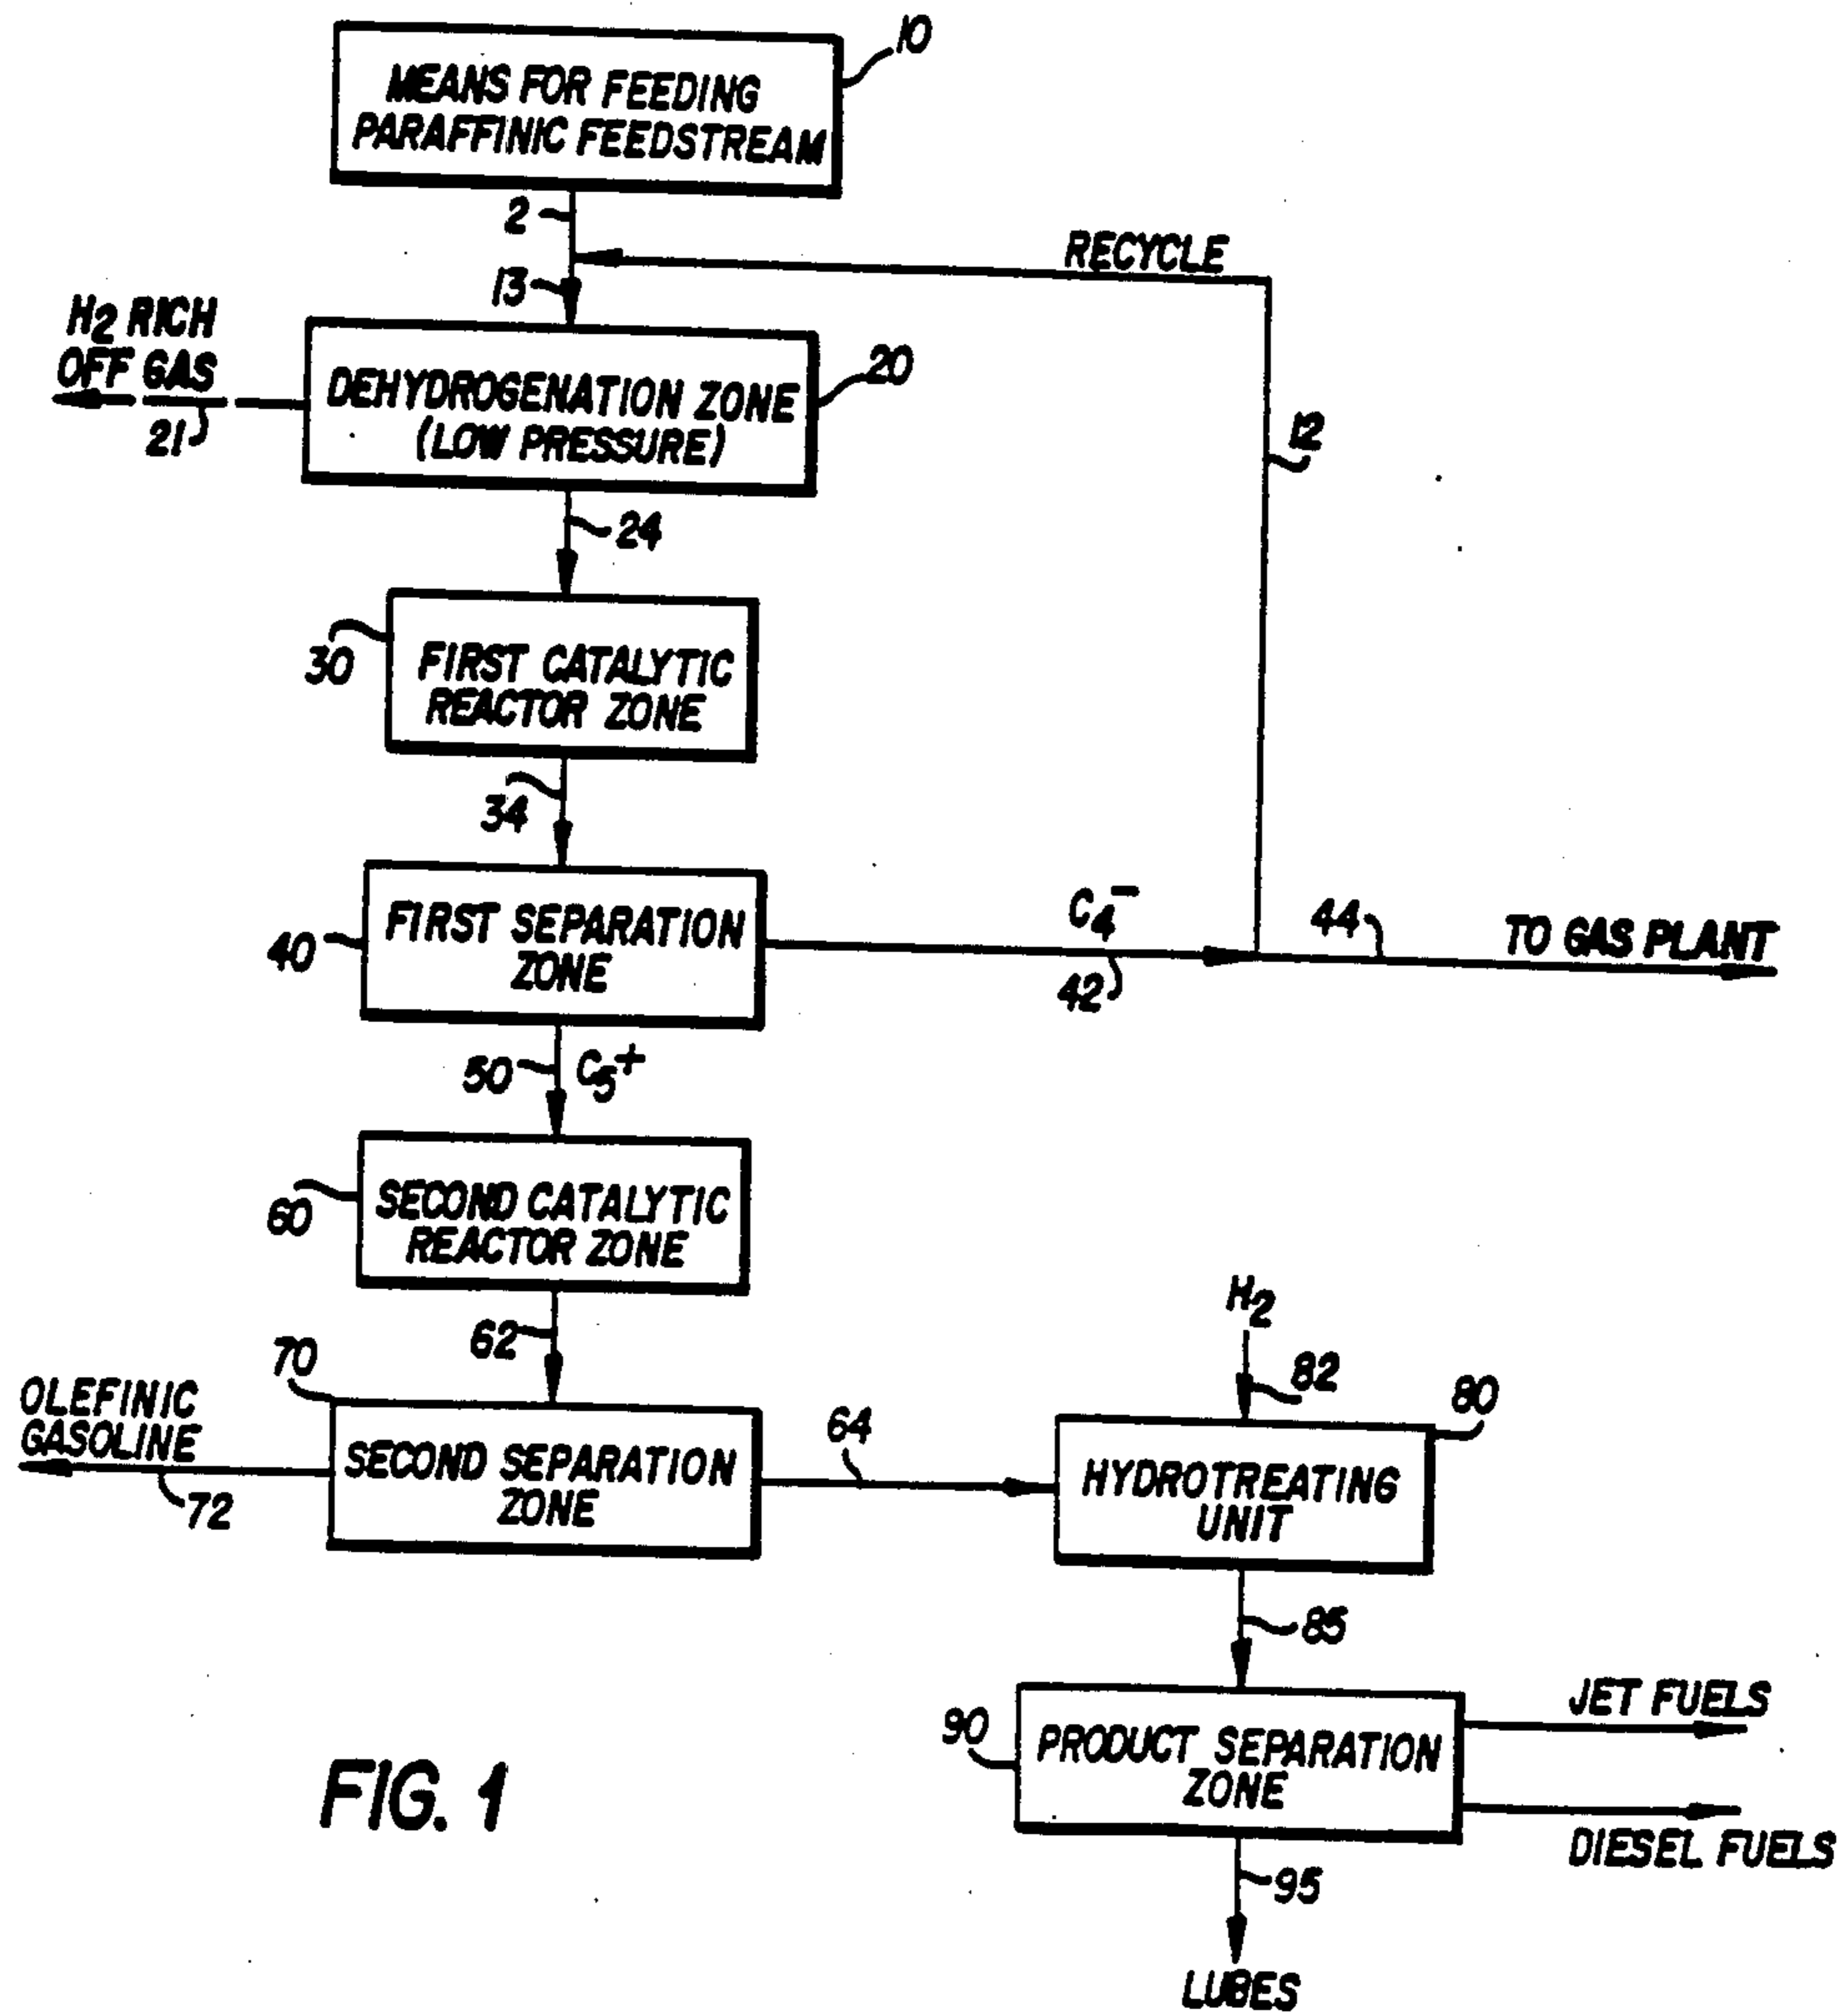 10
MEANS FOR FEEDING
PARAFFINIC FEEDSTREAM
2
RECYCLE
13
H2 RICH
OFF GAS
21
DEHYDROGENATION ZONE
(LOW PRESSURE)
20
12
24
30
FIRST CATALYTIC
REACTOR ZONE
34
40
FIRST SEPARATION
ZONE
C4-
42
44
TO GAS PLANT
50
C5+
60
SECOND CATALYTIC
REACTOR ZONE
62
H2
82
70
80
OLEFINIC
GASOLINE
72
SECOND SEPARATION
ZONE
64
HYDROTREATING
UNIT
85
90
PRODUCT SEPARATION
ZONE
JET FUELS
DIESEL FUELS
95
LUBES
FIG. 1